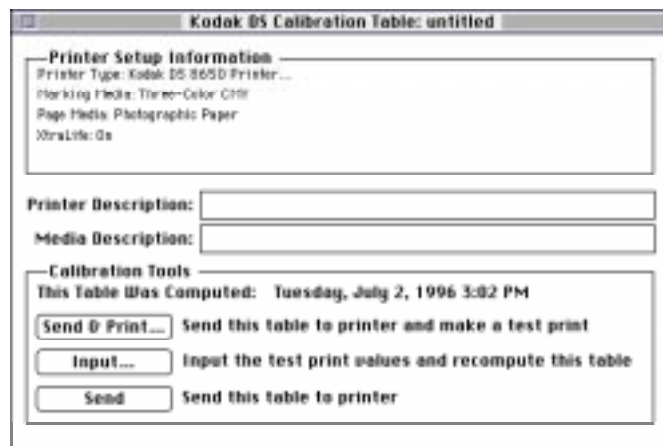 Kodak DS Calibration Table: untitled
Printer Setup Information
Printer Type: Kodak DS 8650 Printer...
Marking Media: Three-Color CMY
Page Media: Photographic Paper
XtraLife: On
Printer Description:
Media Description:
Calibration Tools
This Table Was Computed: Tuesday, July 2, 1996 3:02 PM
Send & Print... Send this table to printer and make a test print
Input... Input the test print values and recompute this table
Send Send this table to printer